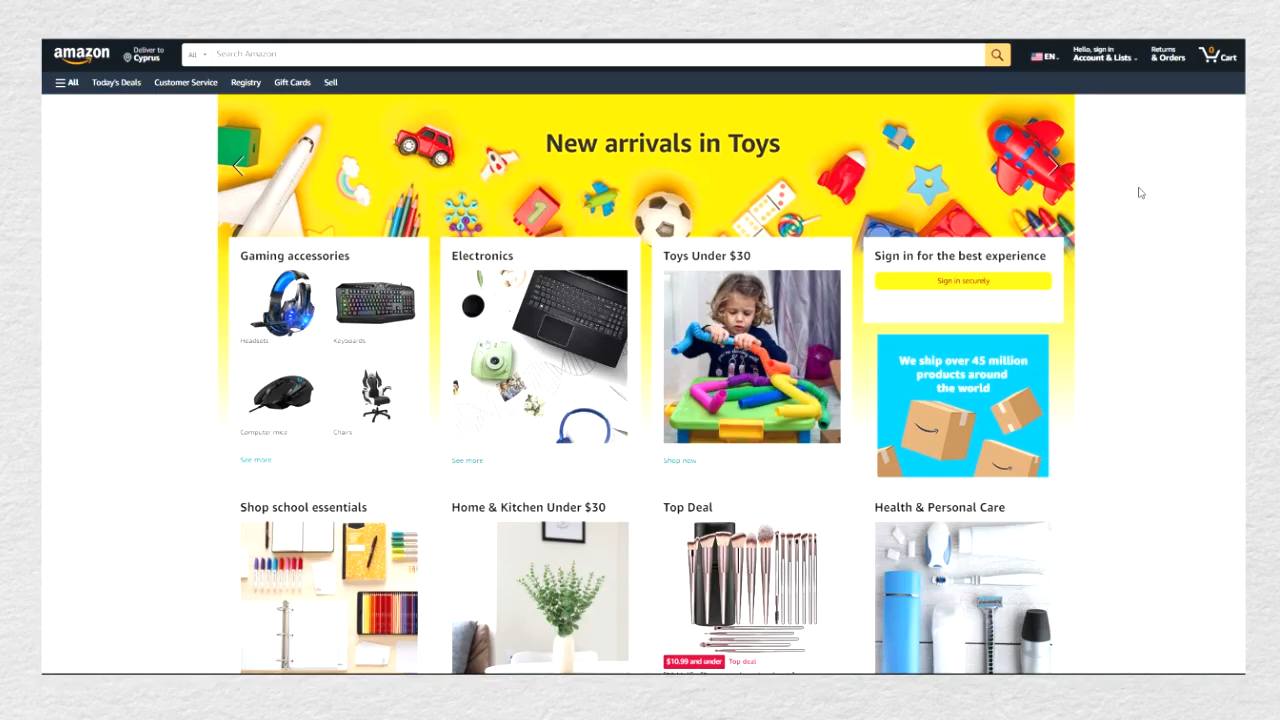 amazon
Deliver to
Cyprus
All
Search Amazon
EN
Hello, sign in
Account & Lists
Returns
& Orders
0
Cart
All
Today's Deals
Customer Service
Registry
Gift Cards
Sell
New arrivals in Toys
1
Gaming accessories
Headsets
Keyboards
Computer mice
Chairs
See more
Electronics
See more
Toys Under $30
Shop now
Sign in for the best experience
Sign in securely
We ship over 45 million
products around
the world
Shop school essentials
Home & Kitchen Under $30
Top Deal
$10.99 and under
Top deal
Health & Personal Care